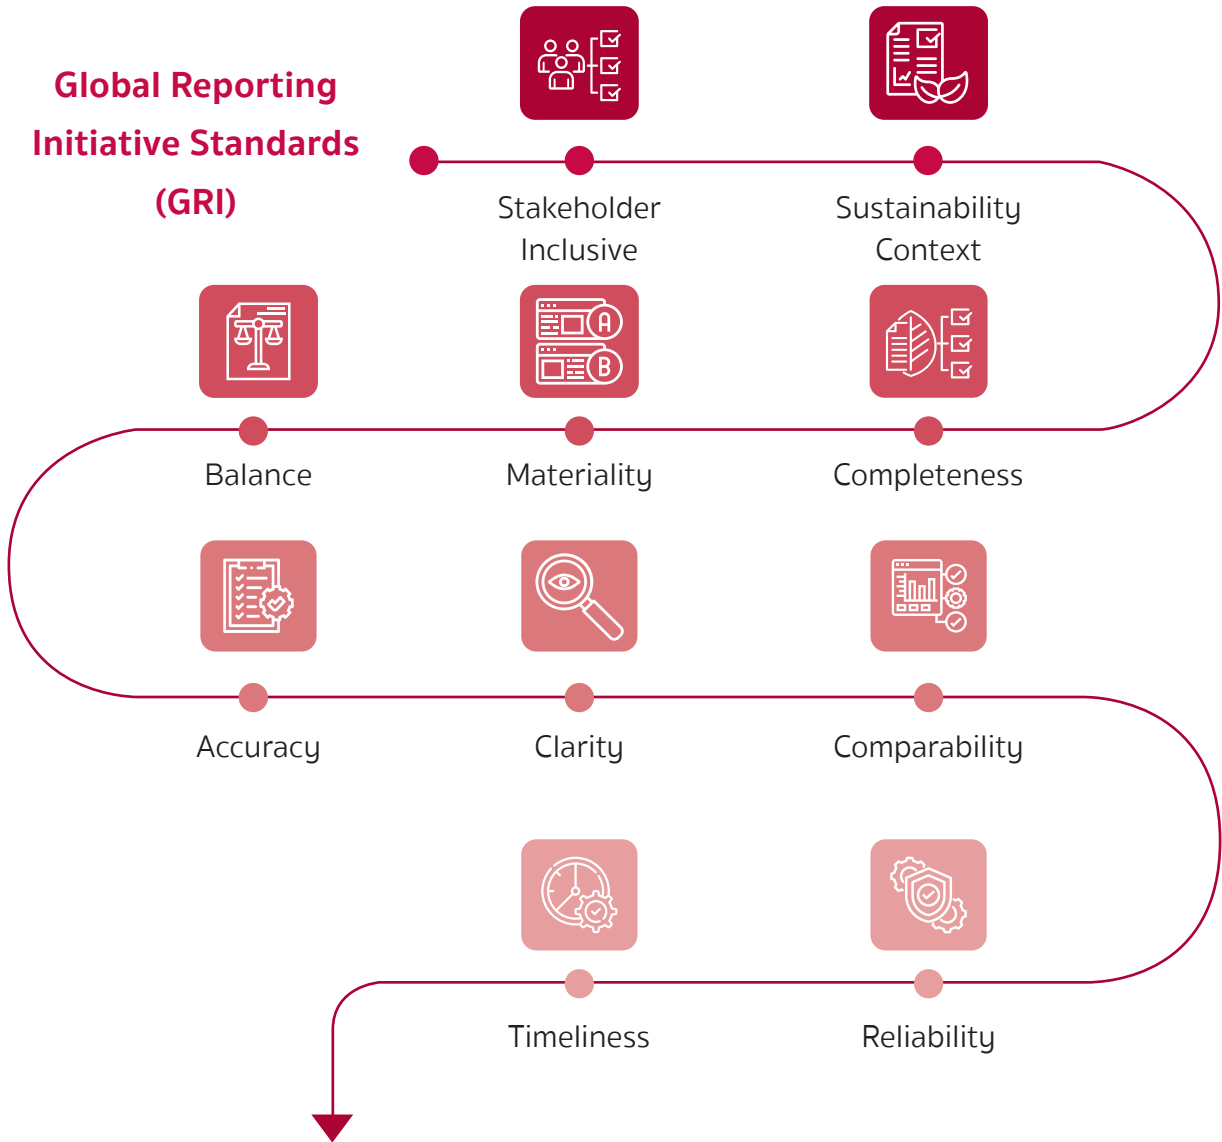 Global Reporting
Initiative Standards
(GRI)
Stakeholder
Inclusive
Sustainability
Context
Balance
Materiality
Completeness
A
B
Accuracy
Clarity
Comparability
Timeliness
Reliability